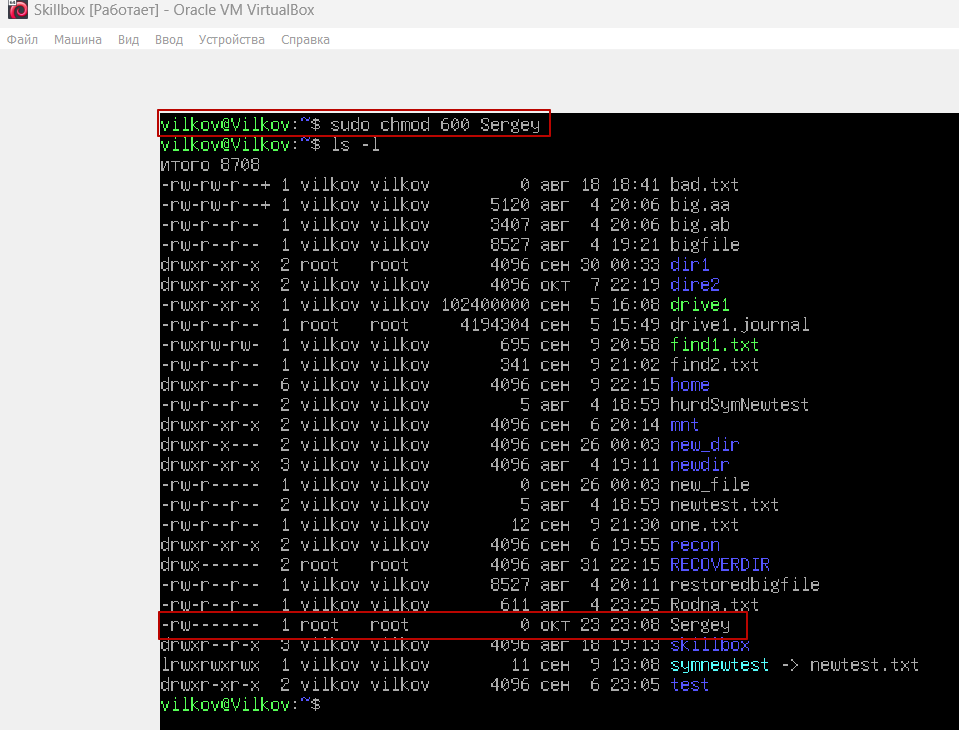 Skillbox [Работает] - Oracle VM VirtualBox
Файл Машина Вид Ввод Устройства Справка
vilkov@Vilkov:~$ sudo chmod 600 Sergey
vilkov@Vilkov:~$ ls -l
итого 8708
-rw-rw-r--+ 1 vilkov vilkov 0 авг 18 18:41 bad.txt
-rw-rw-r--+ 1 vilkov vilkov 5120 авг 4 20:06 big.aa
-rw-r--r-- 1 vilkov vilkov 3407 авг 4 20:06 big.ab
-rw-r--r-- 1 vilkov vilkov 8527 авг 4 19:21 bigfile
drwxr-xr-x 2 root root 4096 сен 30 00:33 dir1
drwxr-xr-x 2 vilkov vilkov 4096 окт 7 22:19 dire2
-rwxr-xr-x 1 vilkov vilkov 102400000 сен 5 16:08 drive1
-rw-r--r-- 1 root root 4194304 сен 5 15:49 drive1.journal
-rwxrw-rw- 1 vilkov vilkov 695 сен 9 20:58 find1.txt
-rw-r--r-- 1 vilkov vilkov 341 сен 9 21:02 find2.txt
drwxr--r-- 6 vilkov vilkov 4096 сен 9 22:15 home
-rw-r--r-- 2 vilkov vilkov 5 авг 4 18:59 hurdSymNewtest
drwxr-xr-x 2 vilkov vilkov 4096 сен 6 20:14 mnt
drwxr-x--- 2 vilkov vilkov 4096 сен 26 00:03 new_dir
drwxr-xr-x 3 vilkov vilkov 4096 авг 4 19:11 newdir
-rw-r----- 1 vilkov vilkov 0 сен 26 00:03 new_file
-rw-r--r-- 2 vilkov vilkov 5 авг 4 18:59 newtest.txt
-rw-r--r-- 1 vilkov vilkov 12 сен 9 21:30 one.txt
drwxr-xr-x 2 vilkov vilkov 4096 сен 6 19:55 recon
drwx------ 2 root root 4096 авг 31 22:15 RECOVERDIR
-rw-r--r-- 1 vilkov vilkov 8527 авг 4 20:11 restoredbigfile
-rw-r--r-- 1 vilkov vilkov 611 авг 4 23:25 Rodna.txt
-rw------- 1 root root 0 окт 23 23:08 Sergey
drwxr--r-x 3 vilkov vilkov 4096 авг 18 19:13 skillbox
lrwxrwxrwx 1 vilkov vilkov 11 сен 9 13:08 symnewtest -> newtest.txt
drwxr-xr-x 2 vilkov vilkov 4096 сен 6 23:05 test
vilkov@Vilkov:~$